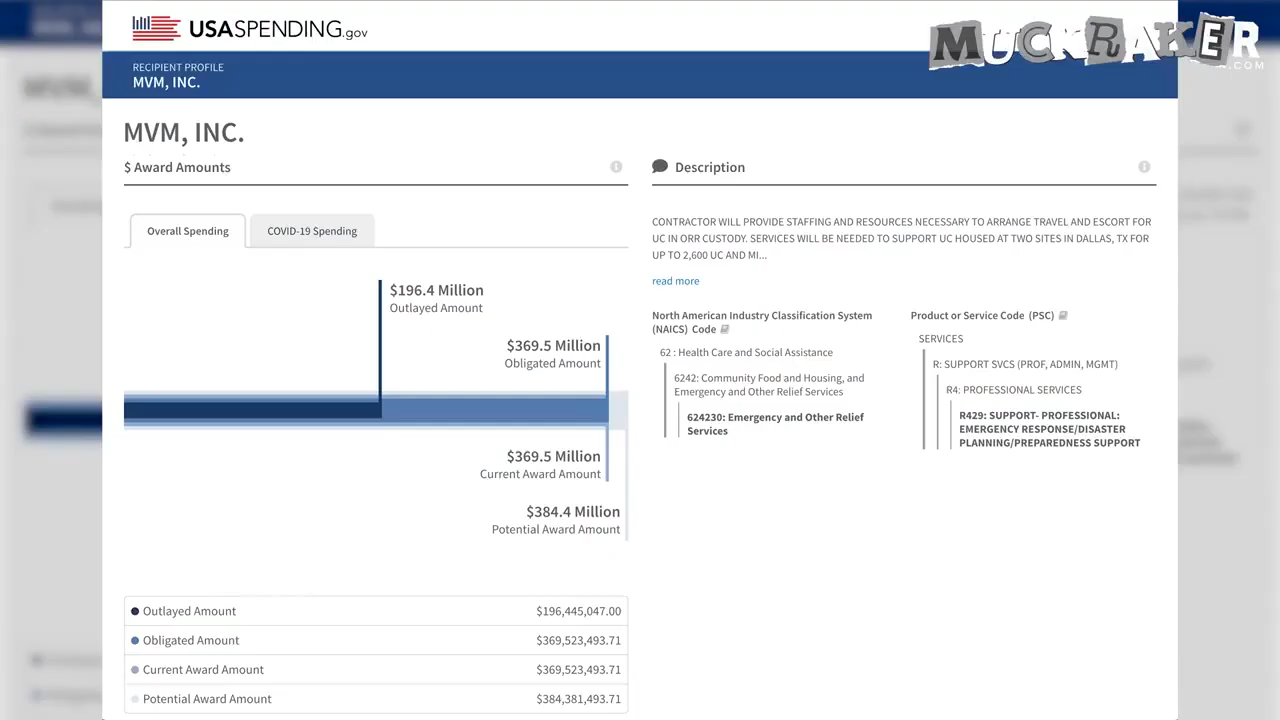 USASPENDING.gov
MUCKRAKER
.COM
RECIPIENT PROFILE
MVM, INC.
MVM, INC.
$ Award Amounts
Overall Spending
COVID-19 Spending
$196.4 Million
Outlayed Amount
$369.5 Million
Obligated Amount
$369.5 Million
Current Award Amount
$384.4 Million
Potential Award Amount
Outlayed Amount $196,445,047.00
Obligated Amount $369,523,493.71
Current Award Amount $369,523,493.71
Potential Award Amount $384,381,493.71
Description
CONTRACTOR WILL PROVIDE STAFFING AND RESOURCES NECESSARY TO ARRANGE TRAVEL AND ESCORT FOR
UC IN ORR CUSTODY. SERVICES WILL BE NEEDED TO SUPPORT UC HOUSED AT TWO SITES IN DALLAS, TX FOR
UP TO 2,600 UC AND MI...
read more
North American Industry Classification System
(NAICS) Code
62 : Health Care and Social Assistance
6242: Community Food and Housing, and
Emergency and Other Relief Services
624230: Emergency and Other Relief
Services
Product or Service Code (PSC)
SERVICES
R: SUPPORT SVCS (PROF, ADMIN, MGMT)
R4: PROFESSIONAL SERVICES
R429: SUPPORT- PROFESSIONAL:
EMERGENCY RESPONSE/DISASTER
PLANNING/PREPAREDNESS SUPPORT